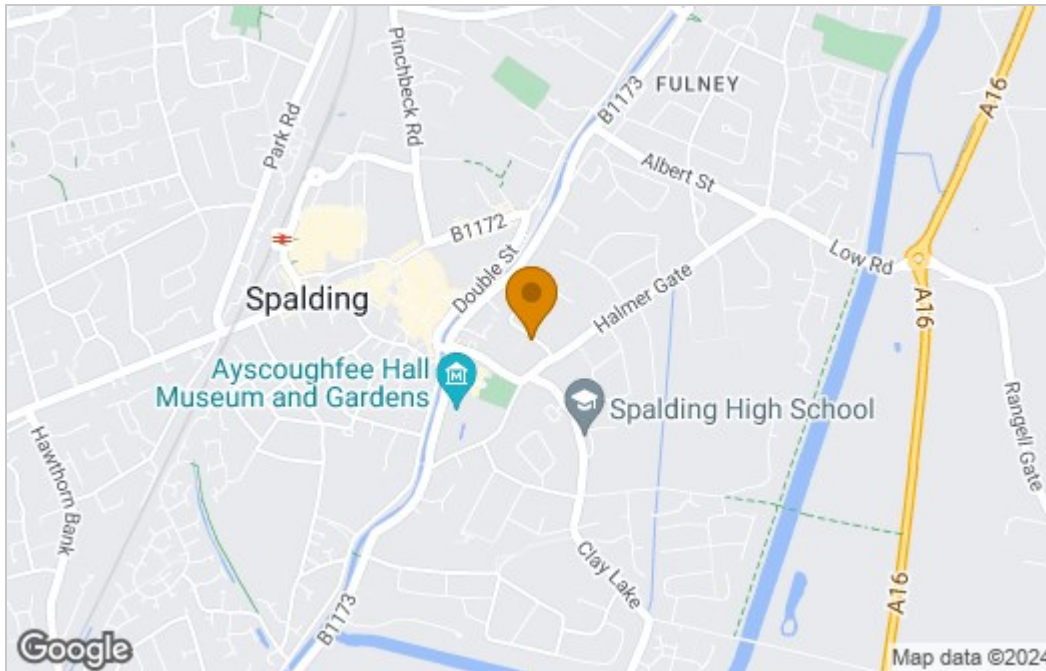 A16
B1173
FULNEY
Pinchbeck Rd
Park Rd
Albert St
B1172
Low Rd
Double St
Halmer Gate
Spalding
A16
Ayscoughfee Hall
Museum and Gardens
Spalding High School
Rangell Gate
Hawthorn Bank
Clay Lake
A16
B1173
Google
Map data ©2024